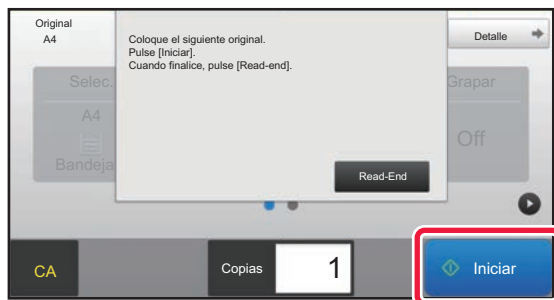 Original
A4
Coloque el siguiente original.
Pulse [Iniciar].
Cuando finalice, pulse [Read-end].
Detalle
Selec.
A4
Bandeja
Grapar
Off
Read-End
CA
Copias
1
Iniciar